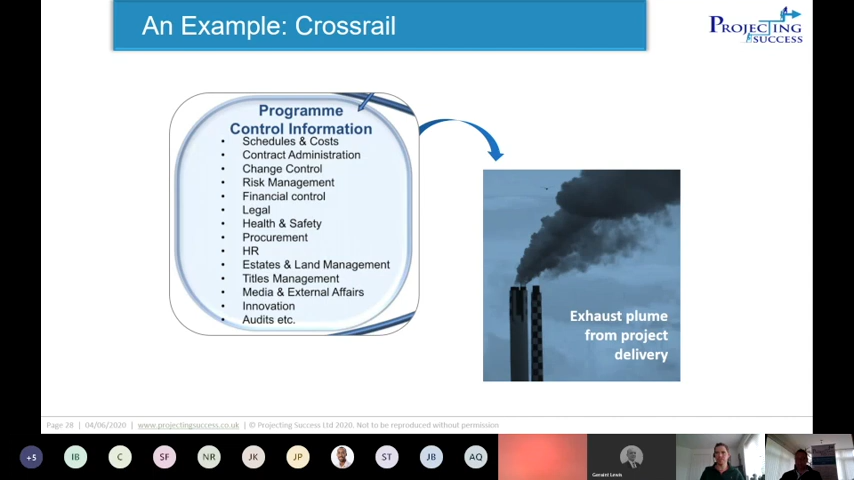 An Example: Crossrail
PROJECTING
SUCCESS
Programme
Control Information
• Schedules & Costs
• Contract Administration
• Change Control
• Risk Management
• Financial control
• Legal
• Health & Safety
• Procurement
• HR
• Estates & Land Management
• Titles Management
• Media & External Affairs
• Innovation
• Audits etc.
Exhaust plume
from project
delivery
Page 28 | 04/06/2020 | www.projectingsuccess.co.uk | © Projecting Success Ltd 2020. Not to be reproduced without permission
+5 IB C SF NR JK JP ST JB AQ
Geraint Lewis